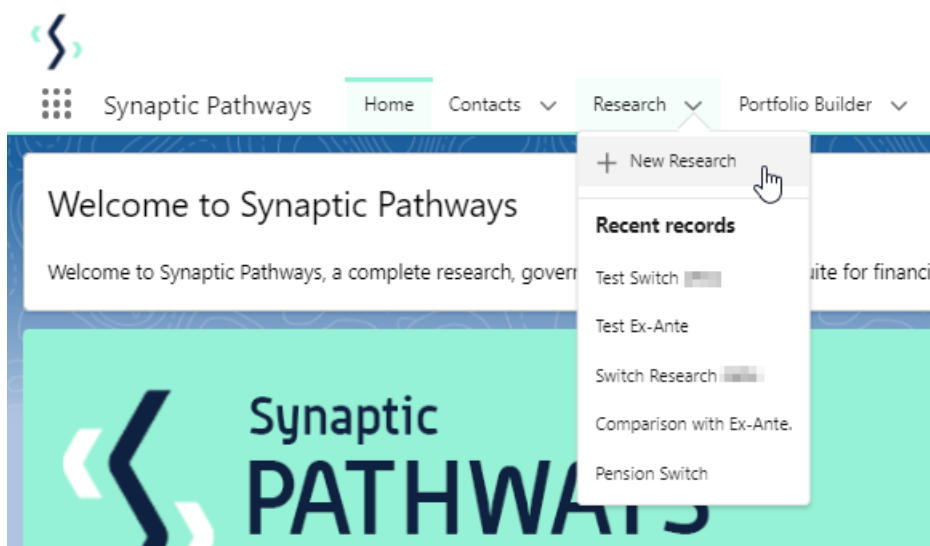 Synaptic Pathways Home Contacts Research Portfolio Builder
New Research
Welcome to Synaptic Pathways
Recent records
Welcome to Synaptic Pathways, a complete research, uite for
Test Switch
Test Ex-Ante
Switch Research
Comparison with Ex-Ante.
Pension Switch
Synaptic
PATHWAYS